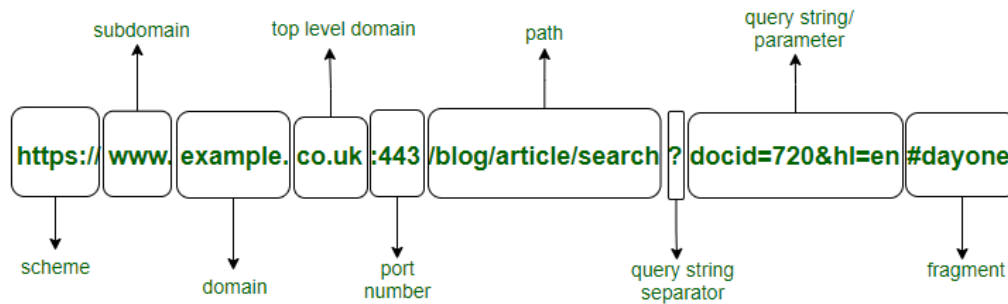 subdomain
top level domain
path
query string/
parameter
https://www.example.co.uk:443/blog/article/search?docid=720&hl=en#dayone
scheme
domain
port
number
query string
separator
fragment